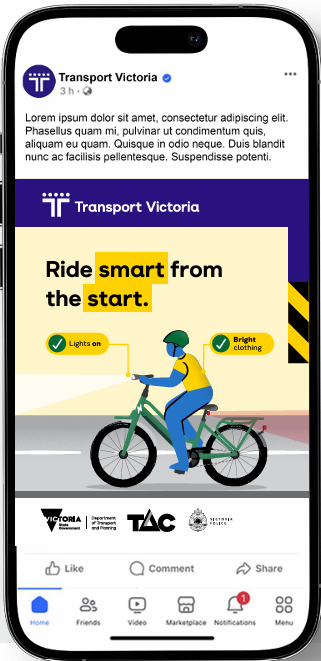 Transport Victoria
3 h ·
Lorem ipsum dolor sit amet, consectetur adipiscing elit.
Phasellus quam mi, pulvinar ut condimentum quis,
aliquam eu quam. Quisque in odio neque. Duis blandit
nunc ac facilisis pellentesque. Suspendisse potenti.
Transport Victoria
Ride smart from
the start.
Lights on
Bright
clothing
VICTORIA
State
Government
Department
of Transport
and Planning
TAC
VICTORIA
POLICE
Like
Comment
Share
1
Home
Friends
Video
Marketplace
Notifications
Menu